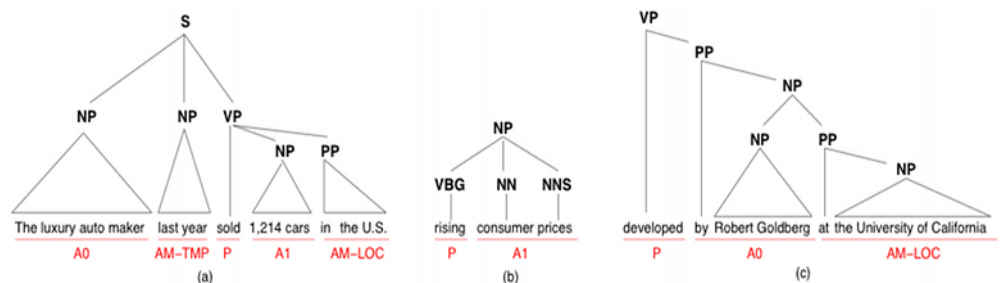 S
NP NP VP
NP PP
The luxury auto maker last year sold 1,214 cars in the U.S.
A0 AM-TMP P A1 AM-LOC
(a)
NP
VBG NN NNS
rising consumer prices
P A1
(b)
VP
PP
NP
NP PP
NP
developed by Robert Goldberg at the University of California
P A0 AM-LOC
(c)